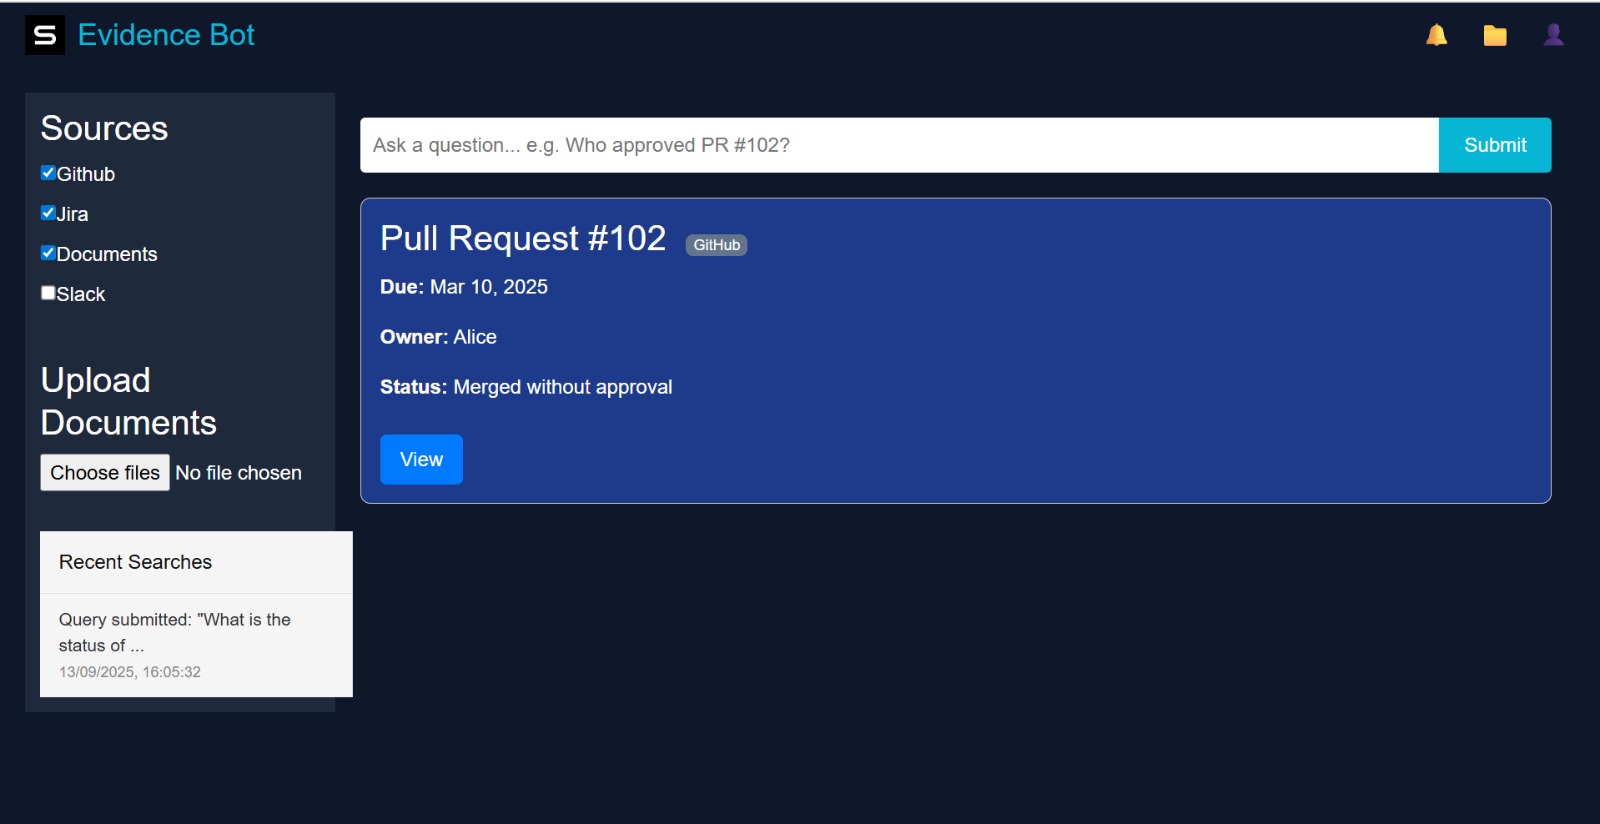 S Evidence Bot
Sources
Github
Jira
Documents
Slack
Upload
Documents
Choose files No file chosen
Recent Searches
Query submitted: "What is the
status of ...
13/09/2025, 16:05:32
Ask a question... e.g. Who approved PR #102?
Submit
Pull Request #102 GitHub
Due: Mar 10, 2025
Owner: Alice
Status: Merged without approval
View